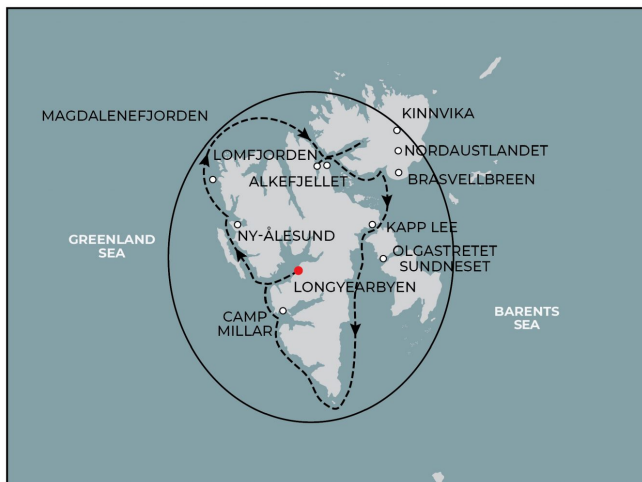 KINNVIKA
MAGDALENEFJORDEN
NORDAUSTLANDET
LOMFJORDEN
ALKEFJELLET
BRASVELLBREEN
KAPP LEE
NY-ÅLESUND
GREENLAND
SEA
OLGASTRETET
SUNDNESET
LONGYEARBYEN
CAMP
MILLAR
BARENTS
SEA